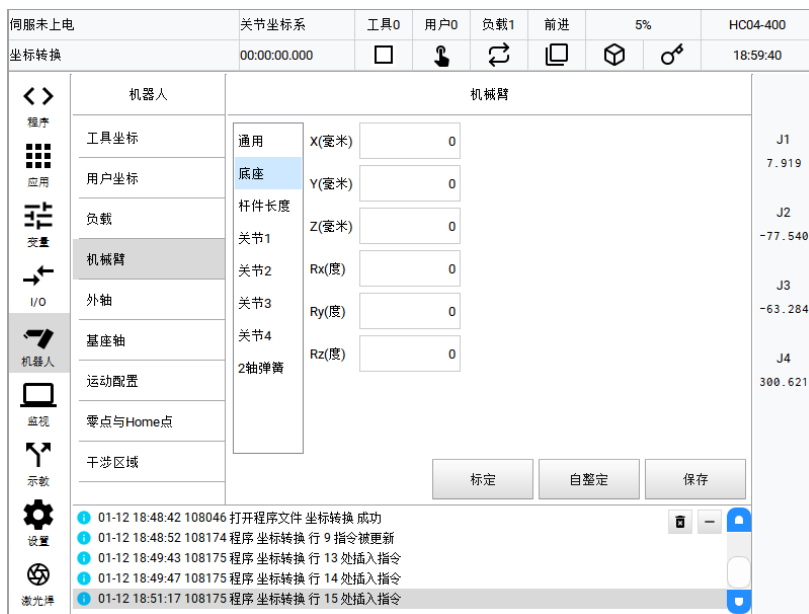 伺服未上电 关节坐标系 工具0 用户0 负载1 前进 5% HC04-400
坐标转换 00:00:00.000 18:59:40
程序
应用
变量
I/O
机器人
监视
示教
设置
激光焊
机器人
工具坐标
用户坐标
负载
机械臂
外轴
基座轴
运动配置
零点与Home点
干涉区域
机械臂
通用
底座
杆件长度
关节1
关节2
关节3
关节4
2轴弹簧
X(毫米) 0
Y(毫米) 0
Z(毫米) 0
Rx(度) 0
Ry(度) 0
Rz(度) 0
标定 自整定 保存
J1
7.919
J2
-77.540
J3
-63.284
J4
300.621
01-12 18:48:42 108046 打开程序文件 坐标转换 成功
01-12 18:48:52 108174 程序 坐标转换 行 9 指令被更新
01-12 18:49:43 108175 程序 坐标转换 行 13 处插入指令
01-12 18:49:47 108175 程序 坐标转换 行 14 处插入指令
01-12 18:51:17 108175 程序 坐标转换 行 15 处插入指令